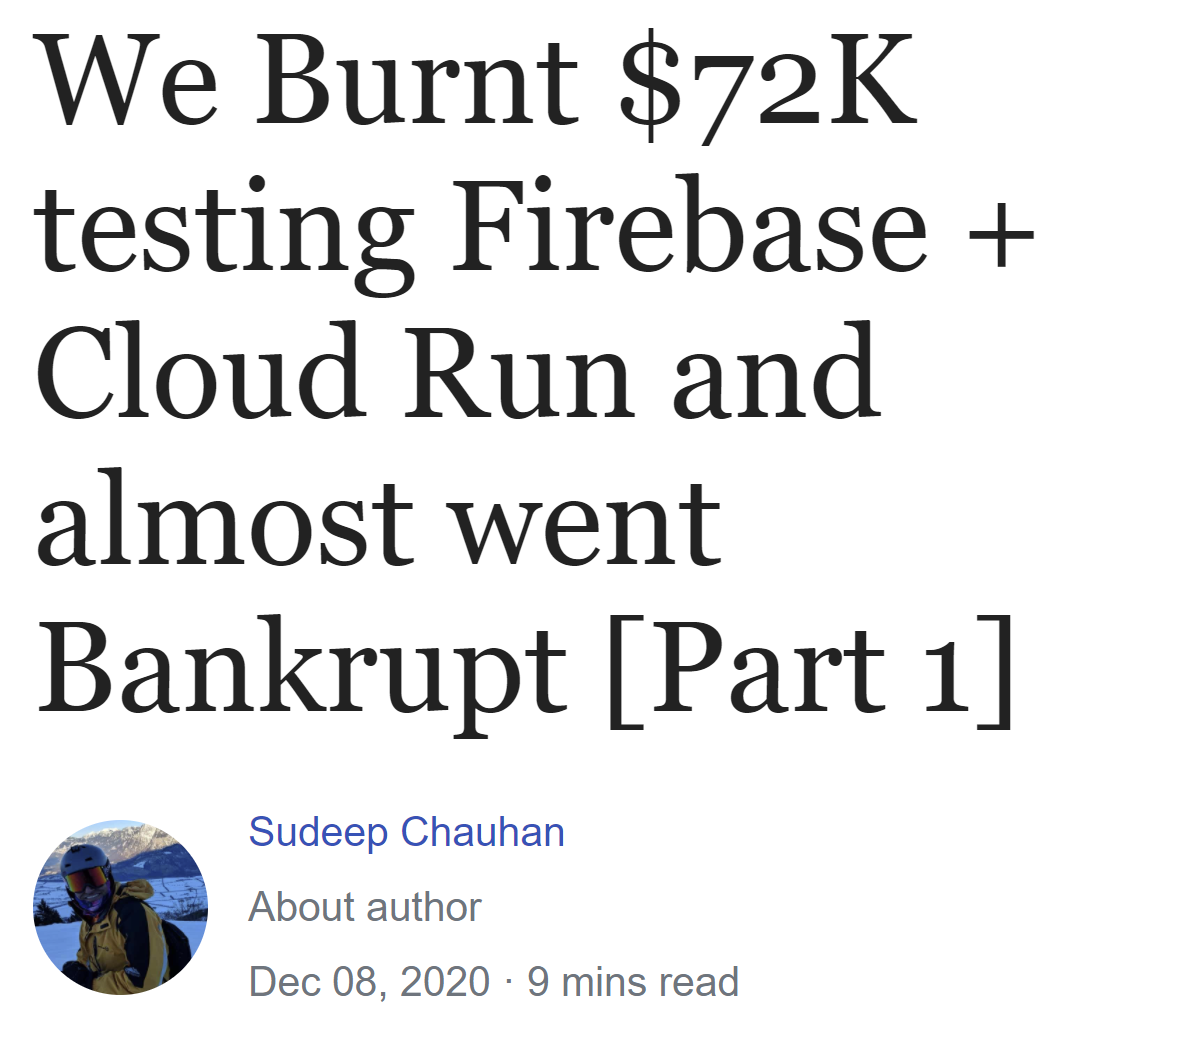 We Burnt $72K
testing Firebase +
Cloud Run and
almost went
Bankrupt [Part 1]
Sudeep Chauhan
About author
Dec 08, 2020 · 9 mins read